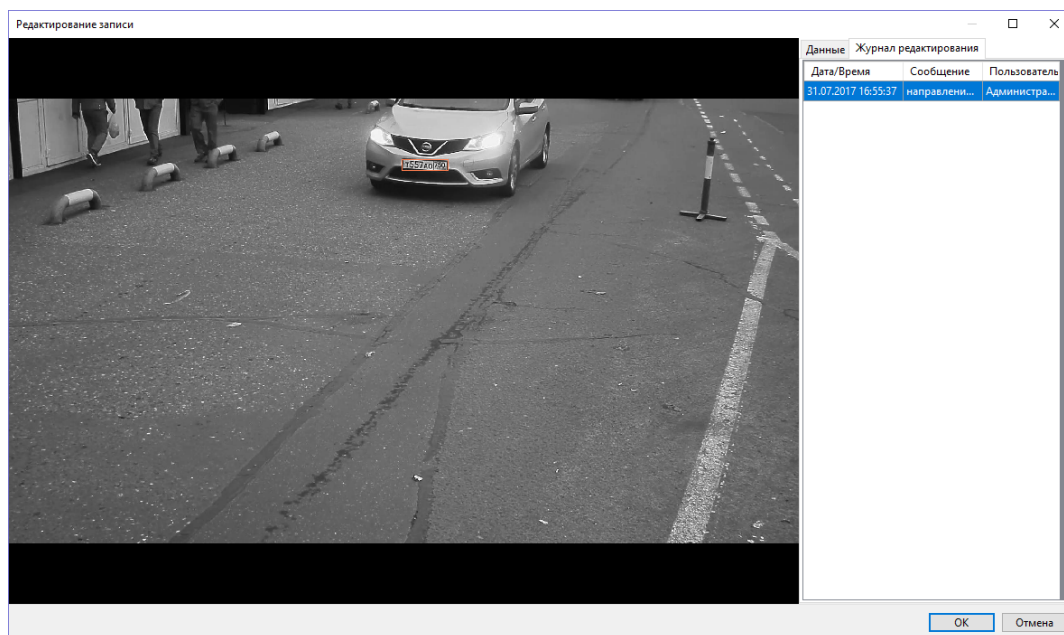 Редактирование записи
Данные Журнал редактирования
Дата/Время Сообщение Пользователь
31.07.2017 16:55:37 направлени... Администра...
OK Отмена